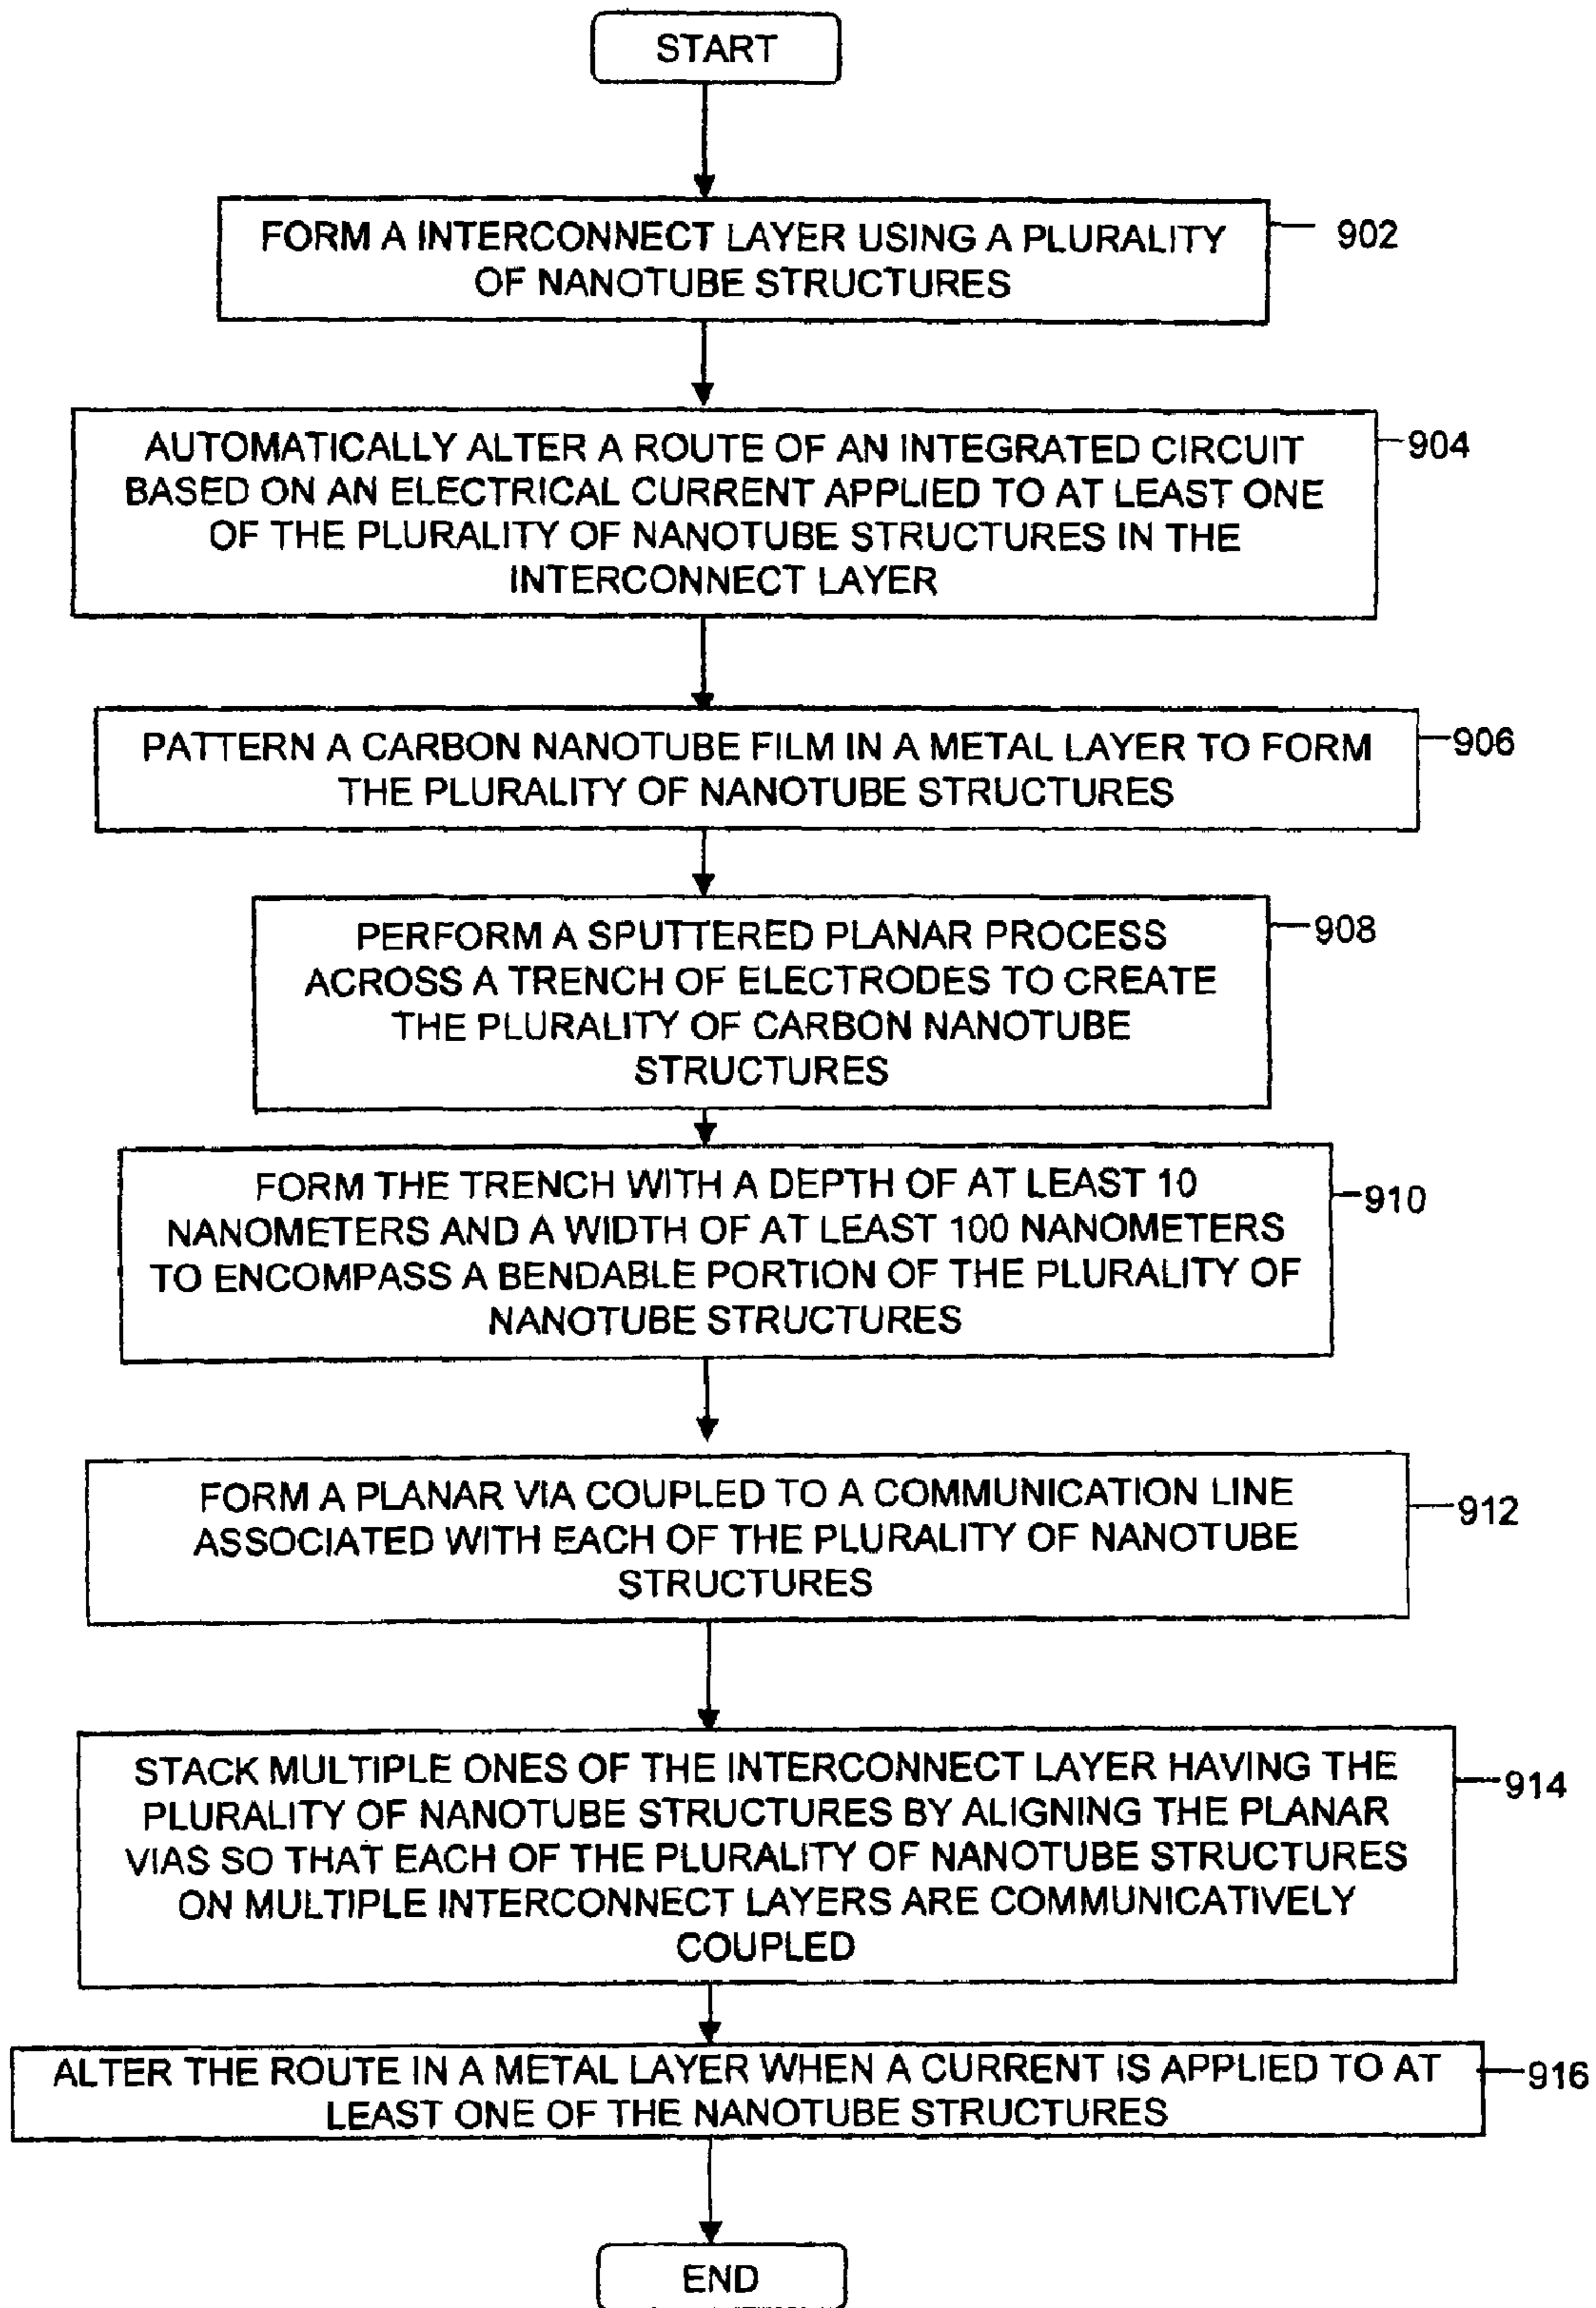 START
FORM A INTERCONNECT LAYER USING A PLURALITY
OF NANOTUBE STRUCTURES
902
AUTOMATICALLY ALTER A ROUTE OF AN INTEGRATED CIRCUIT
BASED ON AN ELECTRICAL CURRENT APPLIED TO AT LEAST ONE
OF THE PLURALITY OF NANOTUBE STRUCTURES IN THE
INTERCONNECT LAYER
904
PATTERN A CARBON NANOTUBE FILM IN A METAL LAYER TO FORM
THE PLURALITY OF NANOTUBE STRUCTURES
906
PERFORM A SPUTTERED PLANAR PROCESS
ACROSS A TRENCH OF ELECTRODES TO CREATE
THE PLURALITY OF CARBON NANOTUBE
STRUCTURES
908
FORM THE TRENCH WITH A DEPTH OF AT LEAST 10
NANOMETERS AND A WIDTH OF AT LEAST 100 NANOMETERS
TO ENCOMPASS A BENDABLE PORTION OF THE PLURALITY OF
NANOTUBE STRUCTURES
910
FORM A PLANAR VIA COUPLED TO A COMMUNICATION LINE
ASSOCIATED WITH EACH OF THE PLURALITY OF NANOTUBE
STRUCTURES
912
STACK MULTIPLE ONES OF THE INTERCONNECT LAYER HAVING THE
PLURALITY OF NANOTUBE STRUCTURES BY ALIGNING THE PLANAR
VIAS SO THAT EACH OF THE PLURALITY OF NANOTUBE STRUCTURES
ON MULTIPLE INTERCONNECT LAYERS ARE COMMUNICATIVELY
COUPLED
914
ALTER THE ROUTE IN A METAL LAYER WHEN A CURRENT IS APPLIED TO AT
LEAST ONE OF THE NANOTUBE STRUCTURES
916
END